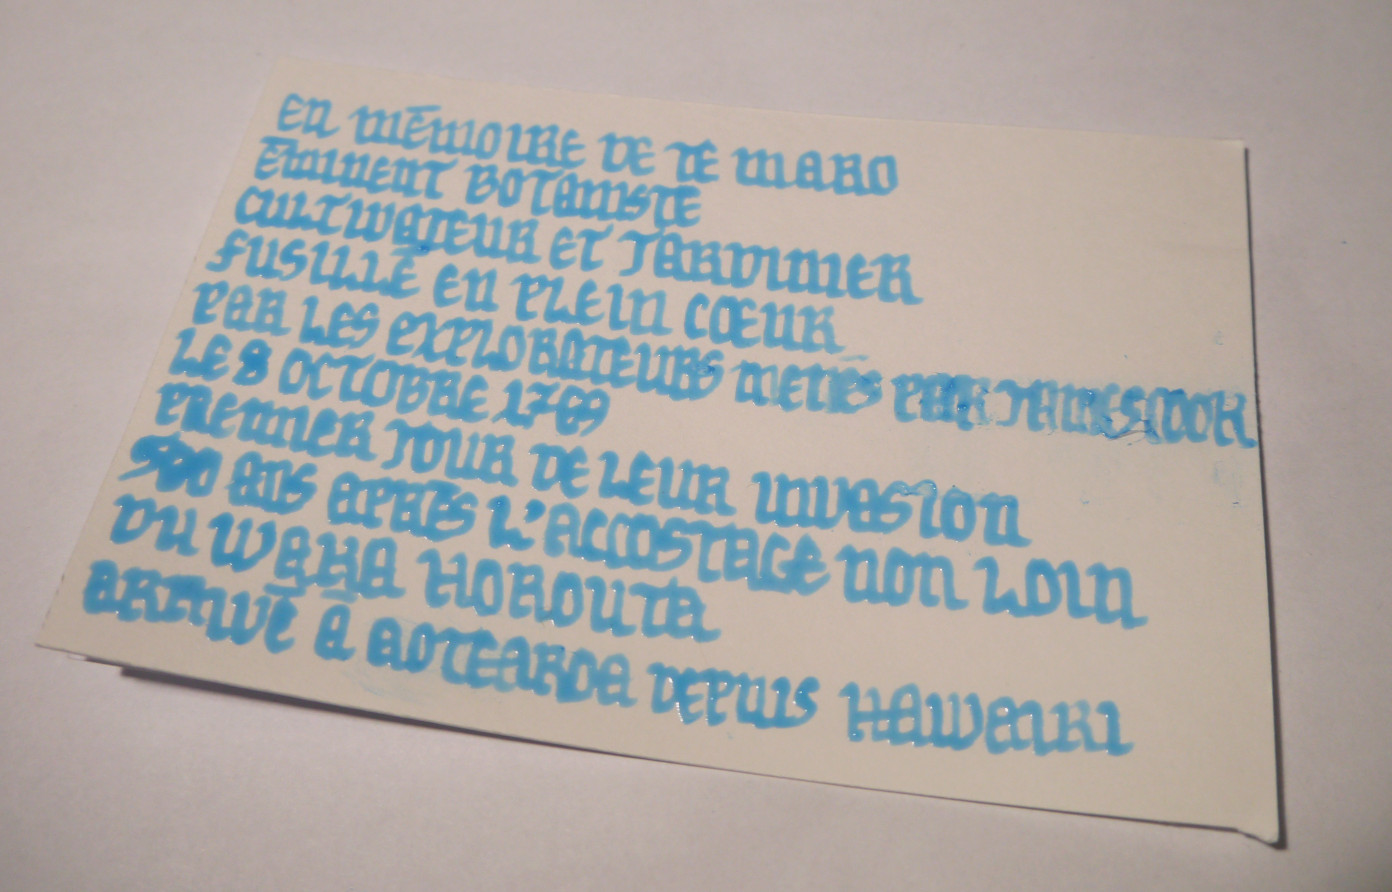 EN MÉMOIRE DE TE MARO
ÉMINENT BOTANISTE
CULTIVATEUR ET JARDINIER
FUSILLÉ EN PLEIN CŒUR
PAR LES EXPLORATEURS MENÉS PAR JAMES COOK
LE 8 OCTOBRE 1769
PREMIER JOUR DE LEUR INVASION
500 ANS APRÈS L'ACCOSTAGE NON LOIN
DU WAKA HOROUTA
ARRIVÉ À AOTEAROA DEPUIS HAWAIKI